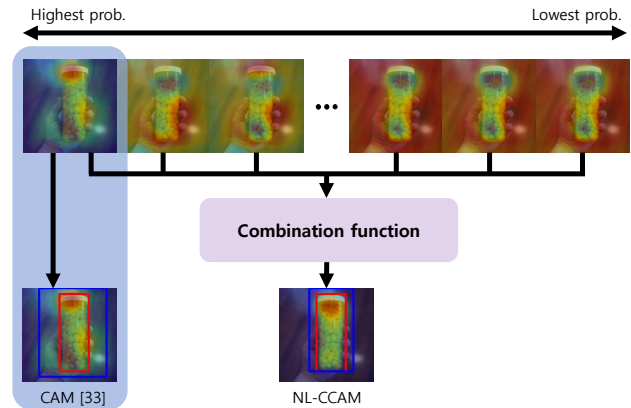 Highest prob. Lowest prob.
...
Combination function
CAM [33] NL-CCAM